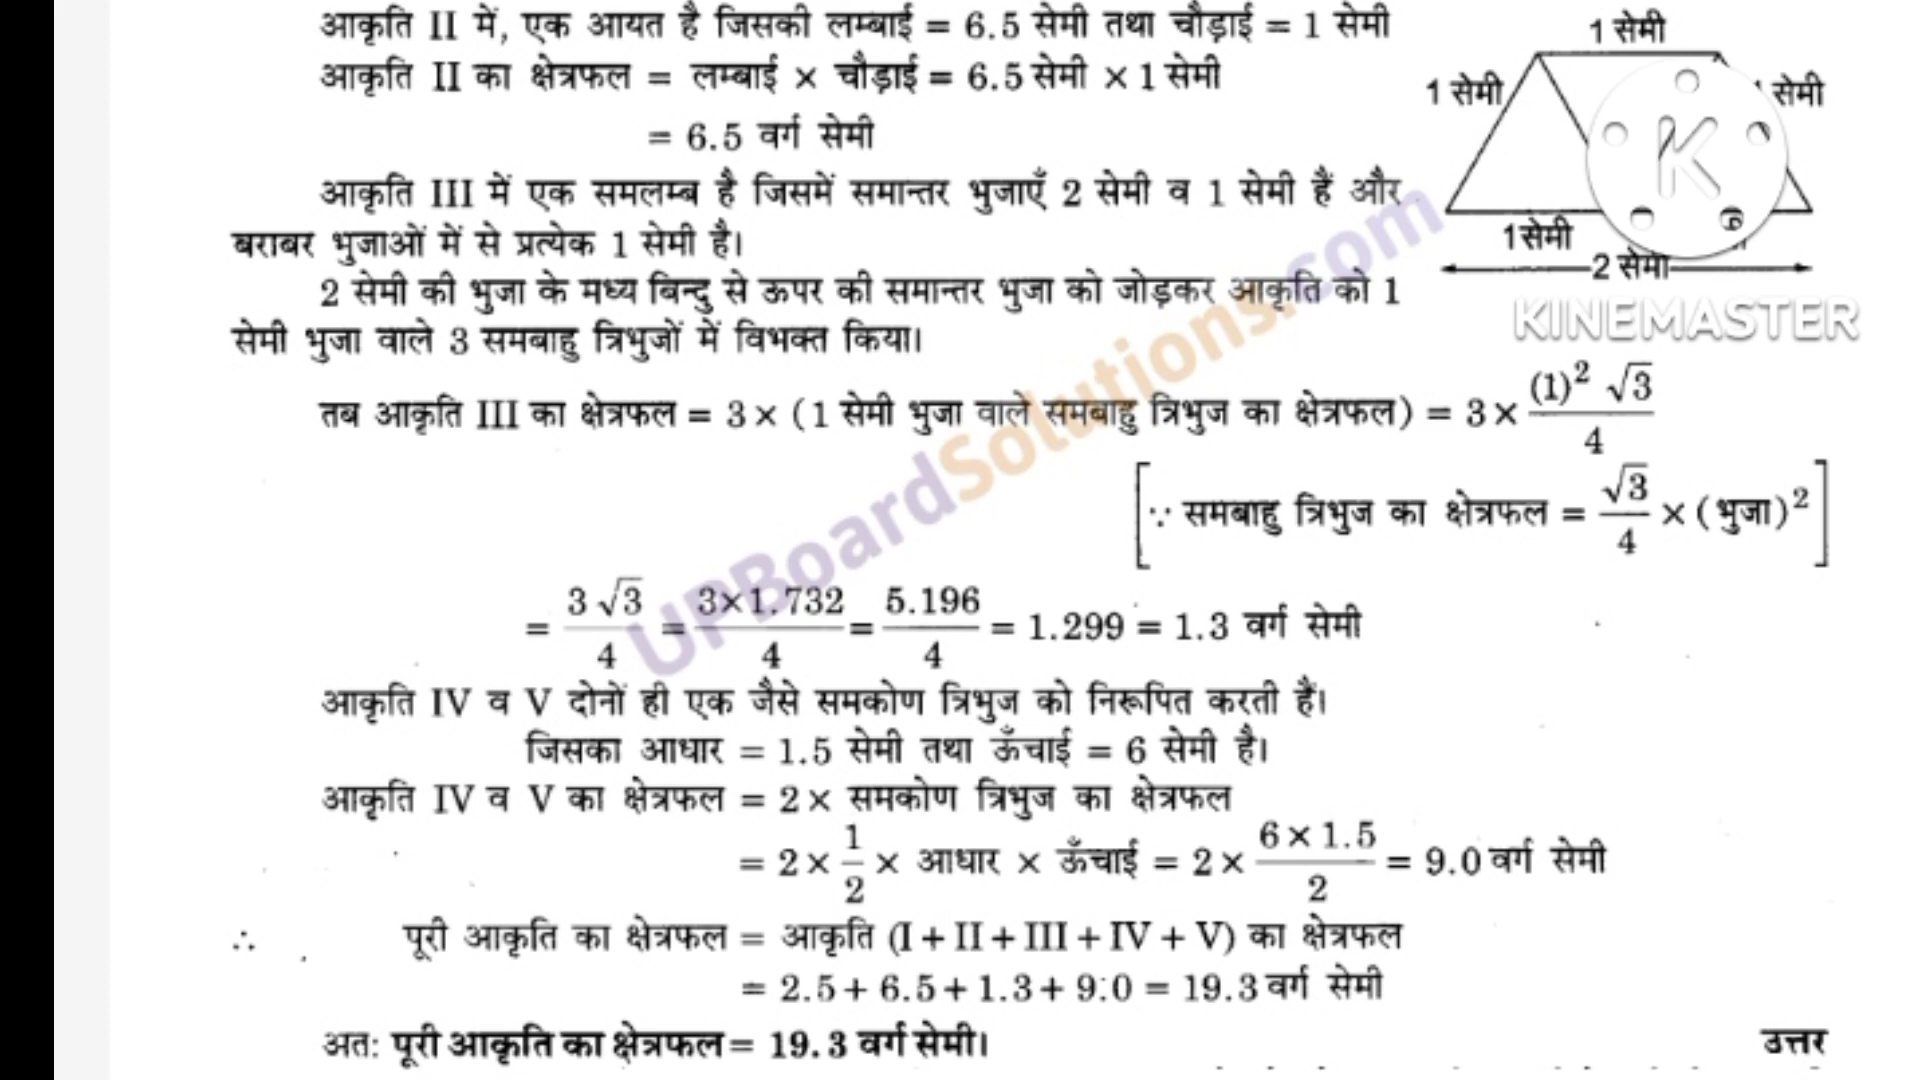 आकृति II में, एक आयत है जिसकी लम्बाई = 6.5 सेमी तथा चौड़ाई = 1 सेमी
आकृति II का क्षेत्रफल = लम्बाई × चौड़ाई = 6.5 सेमी × 1 सेमी
= 6.5 वर्ग सेमी
1 सेमी
1 सेमी
सेमी
K
1सेमी
2 सेमी
KINEMASTER
आकृति III में एक समलम्ब है जिसमें समान्तर भुजाएँ 2 सेमी व 1 सेमी हैं और
बराबर भुजाओं में से प्रत्येक 1 सेमी है।
2 सेमी की भुजा के मध्य बिन्दु से ऊपर की समान्तर भुजा को जोड़कर आकृति को 1
सेमी भुजा वाले 3 समबाहु त्रिभुजों में विभक्त किया।
तब आकृति III का क्षेत्रफल = 3 × (1 सेमी भुजा वाले समबाहु त्रिभुज का क्षेत्रफल) = 3 × (1)² √3 / 4
[∵ समबाहु त्रिभुज का क्षेत्रफल = √3 / 4 × (भुजा)²]
= 3 √3 / 4 = 3×1.732 / 4 = 5.196 / 4 = 1.299 = 1.3 वर्ग सेमी
आकृति IV व V दोनों ही एक जैसे समकोण त्रिभुज को निरूपित करती हैं।
जिसका आधार = 1.5 सेमी तथा ऊँचाई = 6 सेमी है।
आकृति IV व V का क्षेत्रफल = 2 × समकोण त्रिभुज का क्षेत्रफल
= 2 × 1 / 2 × आधार × ऊँचाई = 2 × 6 × 1.5 / 2 = 9.0 वर्ग सेमी
∴ पूरी आकृति का क्षेत्रफल = आकृति (I + II + III + IV + V) का क्षेत्रफल
= 2.5 + 6.5 + 1.3 + 9.0 = 19.3 वर्ग सेमी
अतः पूरी आकृति का क्षेत्रफल = 19.3 वर्ग सेमी। उत्तर
UPBoardSolutions.com